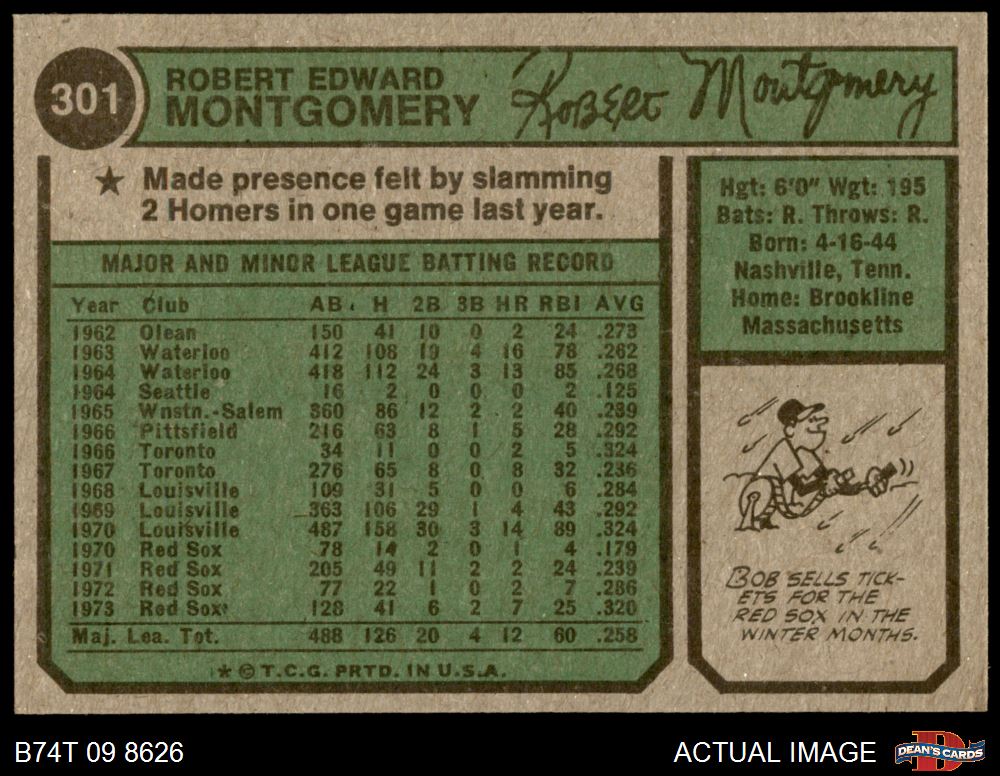 301
ROBERT EDWARD
MONTGOMERY
Robert Montgomery
★ Made presence felt by slamming
2 Homers in one game last year.
MAJOR AND MINOR LEAGUE BATTING RECORD
Year Club AB H 2B 3B HR RBI AVG
1962 Olean 150 41 10 0 2 24 .273
1963 Waterloo 412 108 19 4 16 78 .262
1964 Waterloo 418 112 24 3 13 85 .268
1964 Seattle 16 2 0 0 0 2 .125
1965 Wnstn.-Salem 360 86 12 2 2 40 .239
1966 Pittsfield 216 63 8 1 5 28 .292
1966 Toronto 34 11 0 0 2 5 .324
1967 Toronto 276 65 8 0 8 32 .236
1968 Louisville 109 31 5 0 0 6 .284
1969 Louisville 363 106 29 1 4 43 .292
1970 Louisville 487 158 30 3 14 89 .324
1970 Red Sox 78 14 2 0 1 4 .179
1971 Red Sox 205 49 11 2 2 24 .239
1972 Red Sox 77 22 1 0 2 7 .286
1973 Red Sox 128 41 6 2 7 25 .320
Maj. Lea. Tot. 488 126 20 4 12 60 .258
★ © T.C.G. PRTD. IN U.S.A.
Hgt: 6'0" Wgt: 195
Bats: R. Throws: R.
Born: 4-16-44
Nashville, Tenn.
Home: Brookline
Massachusetts
BOB SELLS TICK-
ETS FOR THE
RED SOX IN THE
WINTER MONTHS.
B74T 09 8626
ACTUAL IMAGE
DEAN'S CARDS